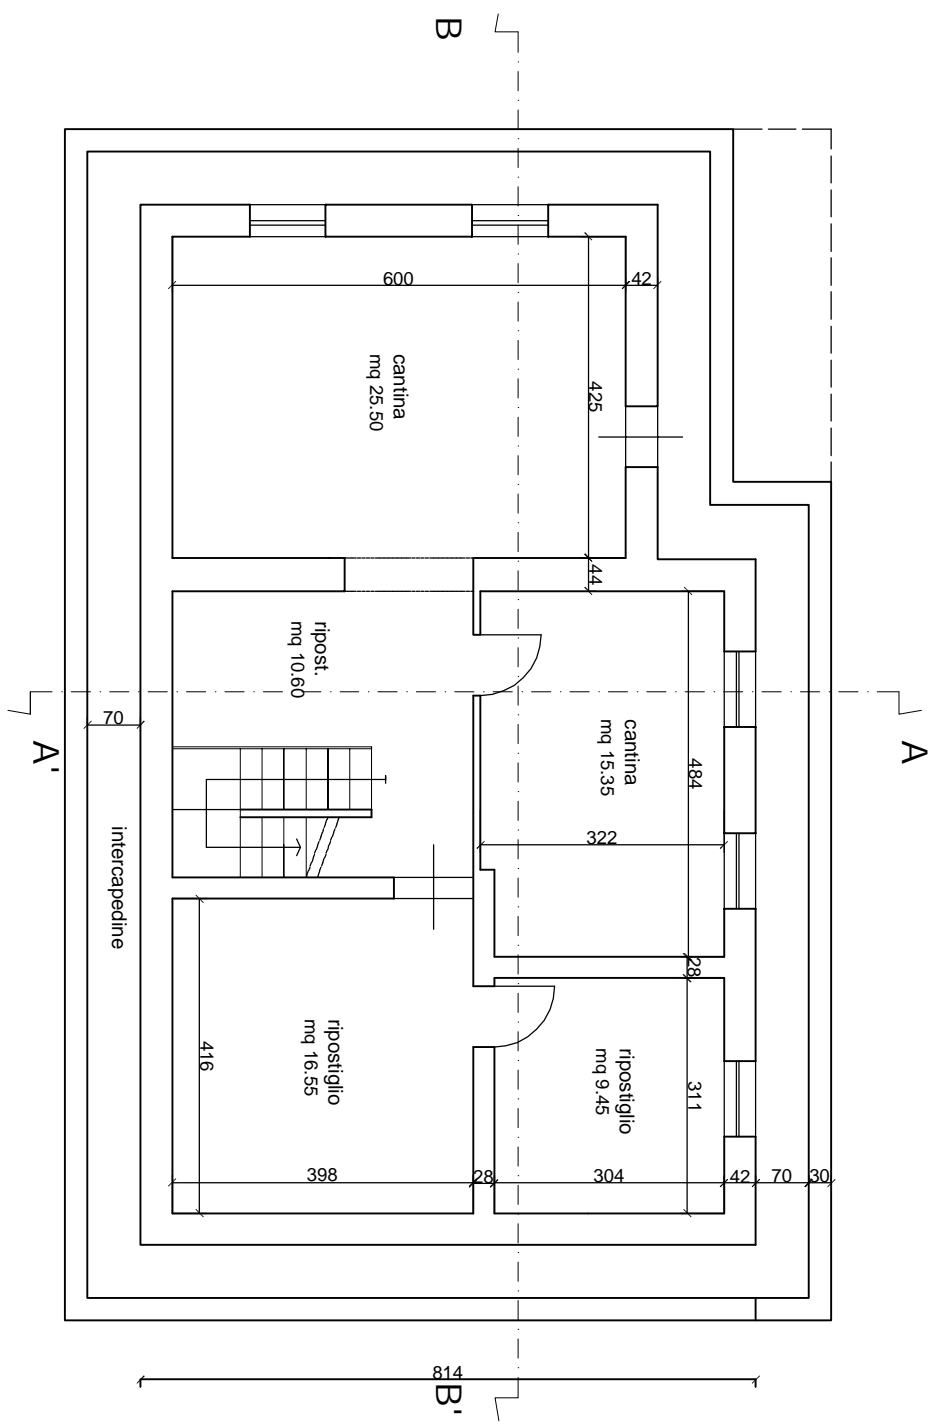 B
600
42
cantina
mq 25.50
425
44
ripost.
mq 10.60
cantina
mq 15.35
484
322
A
A'
70
intercapedine
28
311
ripostiglio
mq 9.45
ripostiglio
mq 16.55
416
398
28
304
42
70
30
814
B'